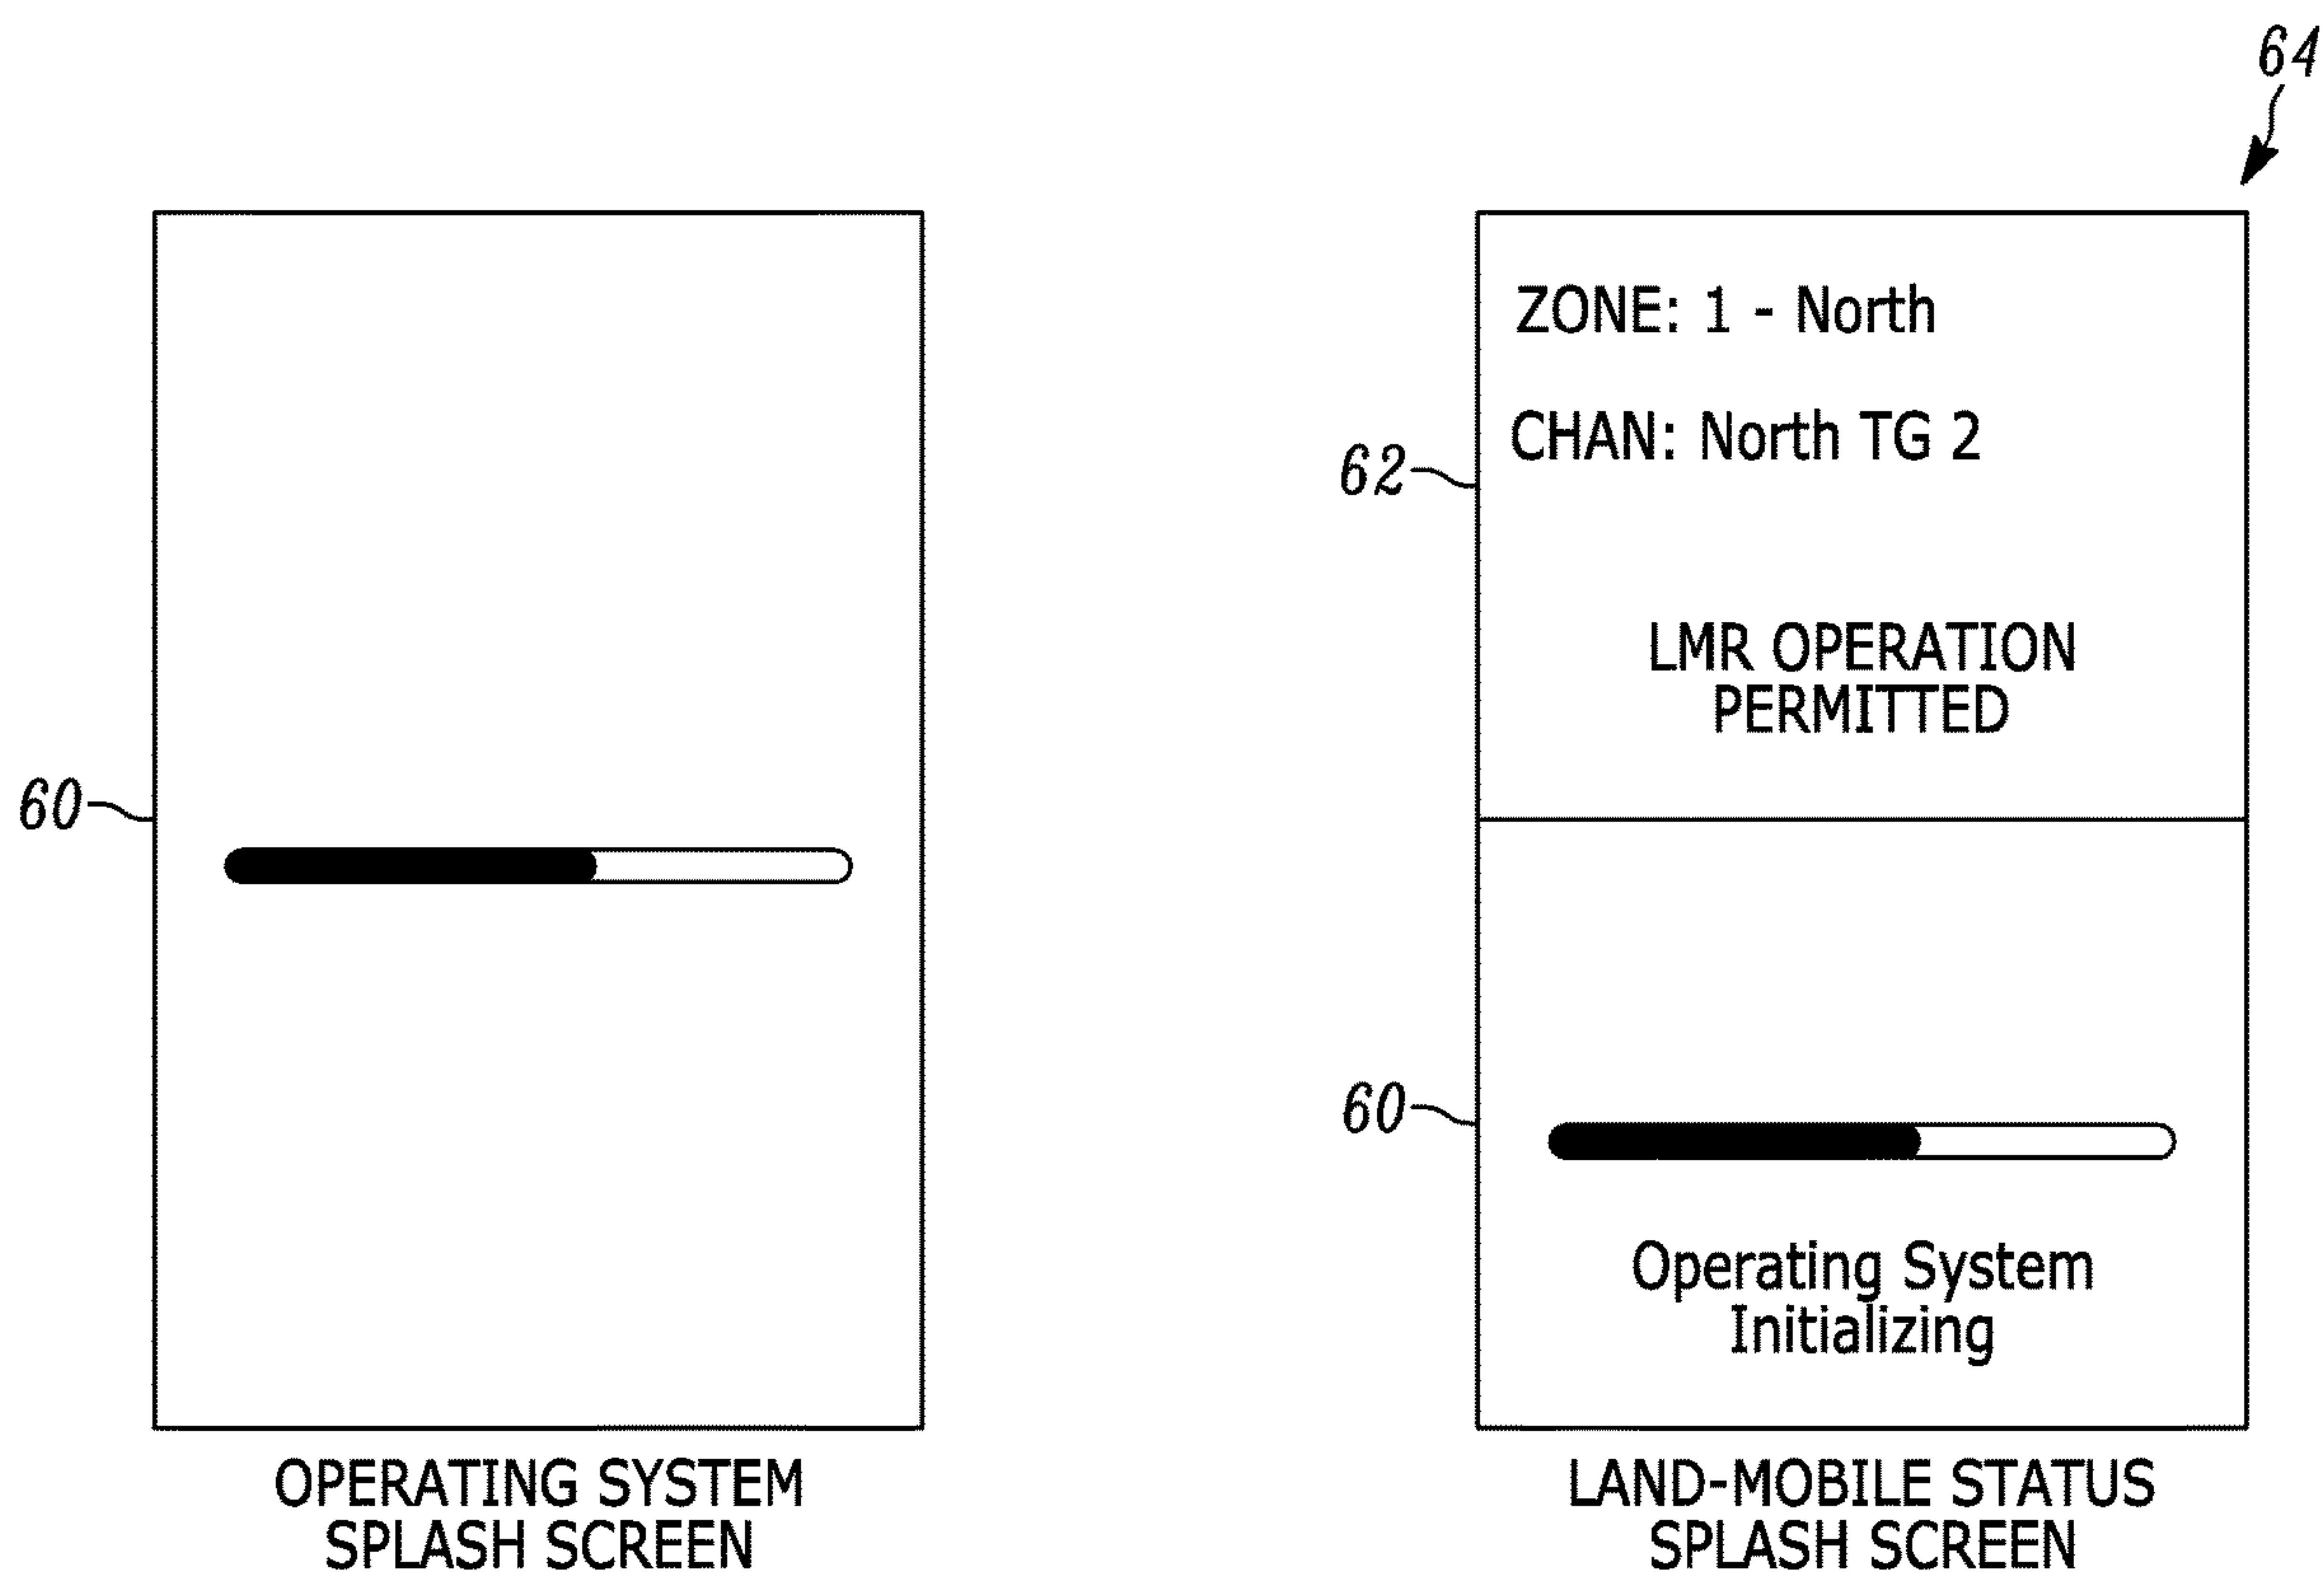 64
ZONE: 1 - North
CHAN: North TG 2
62
LMR OPERATION
PERMITTED
60
60
Operating System
Initializing
OPERATING SYSTEM
SPLASH SCREEN
LAND-MOBILE STATUS
SPLASH SCREEN